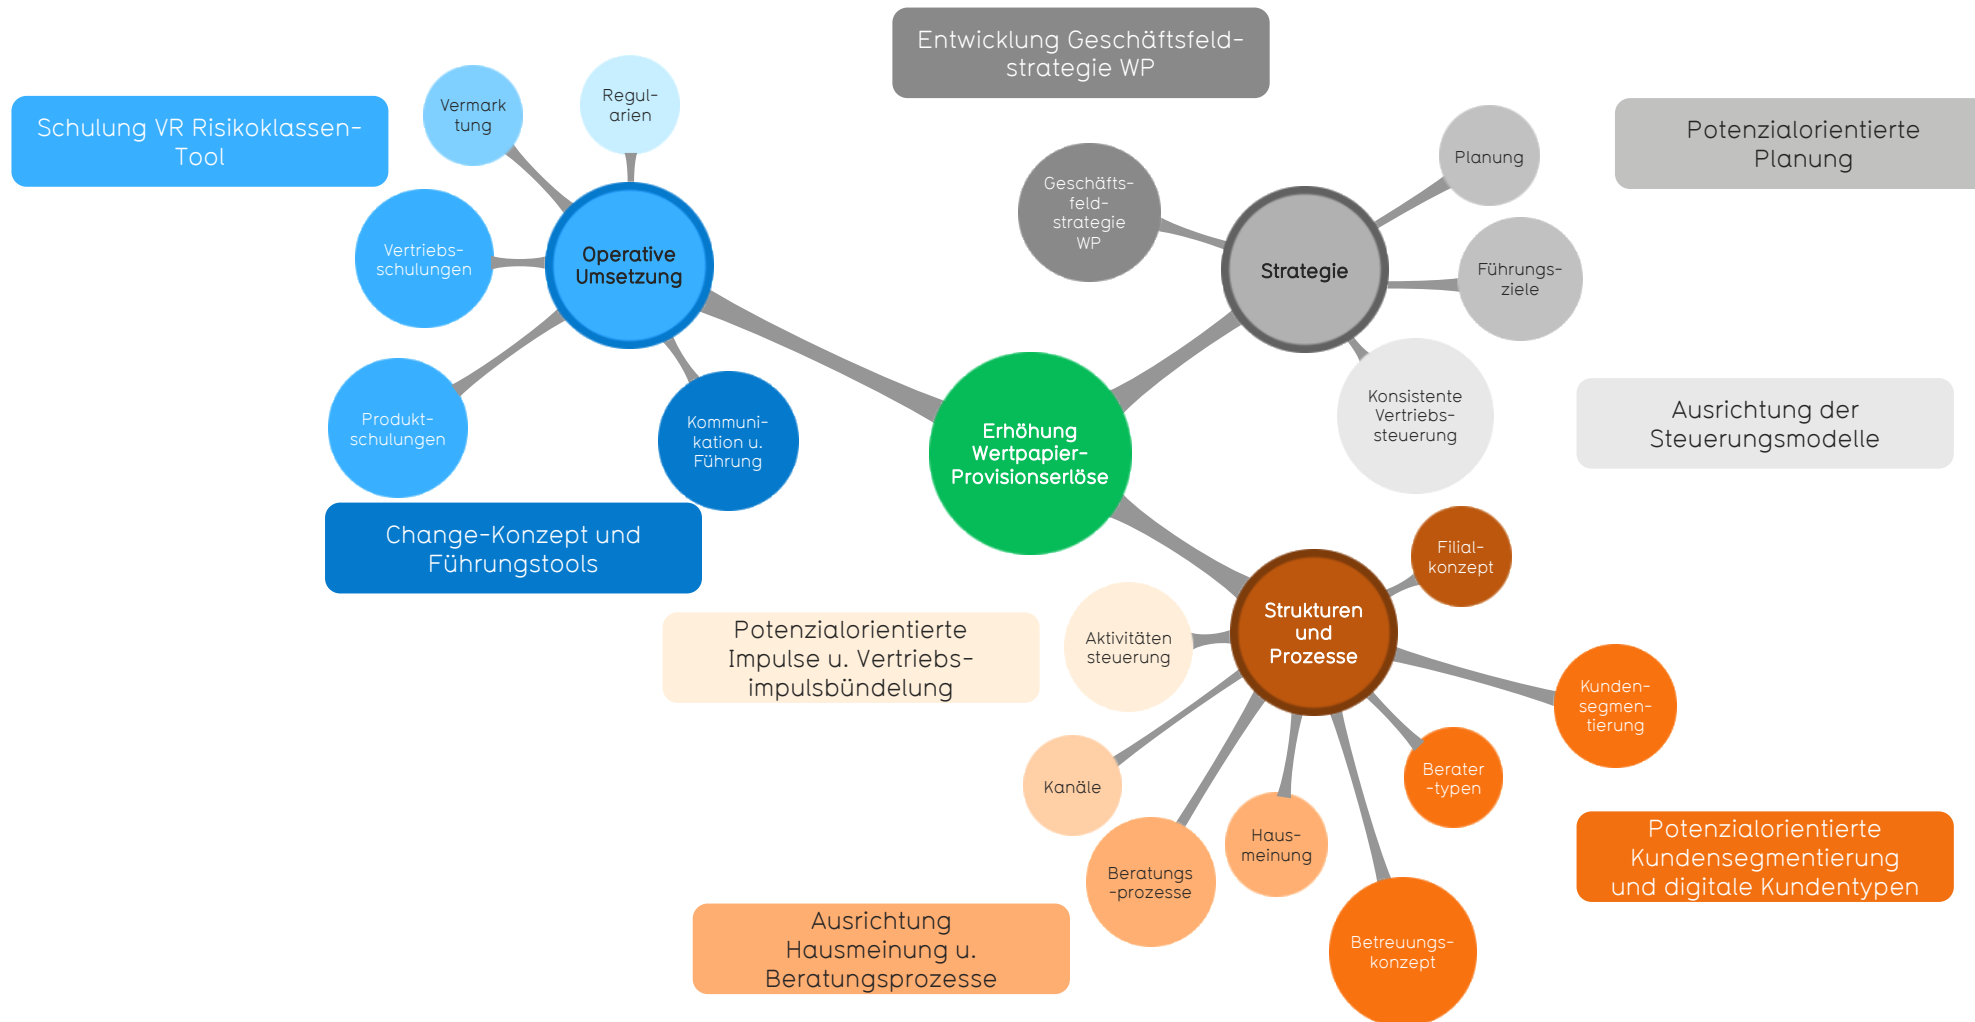 Entwicklung Geschäftsfeld-
strategie WP
Schulung VR Risikoklassen-
Tool
Vermark
tung
Regul-
arien
Vertriebs-
schulungen
Operative
Umsetzung
Produkt-
schulungen
Kommuni-
kation u.
Führung
Change-Konzept und
Führungstools
Geschäfts-
feld-
strategie
WP
Strategie
Planung
Potenzialorientierte
Planung
Führungs-
ziele
Konsistente
Vertriebs-
steuerung
Ausrichtung der
Steuerungsmodelle
Erhöhung
Wertpapier-
Provisionserlöse
Filial-
konzept
Strukturen
und
Prozesse
Aktivitäten
steuerung
Potenzialorientierte
Impulse u. Vertriebs-
impulsbündelung
Kunden-
segmen-
tierung
Berater
-typen
Kanäle
Haus-
meinung
Beratungs
-prozesse
Betreuungs-
konzept
Potenzialorientierte
Kundensegmentierung
und digitale Kundentypen
Ausrichtung
Hausmeinung u.
Beratungsprozesse